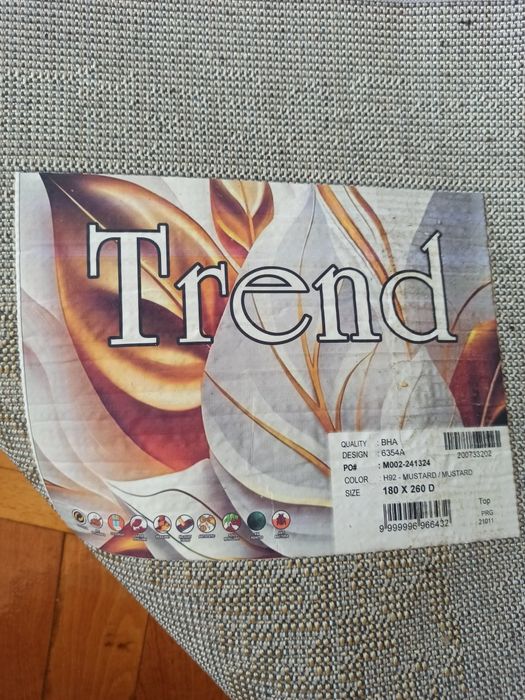 Trend
QUALITY : BHA
DESIGN : 6354A
200733202
PO# : M002-241324
COLOR : H92 - MUSTARD / MUSTARD
SIZE : 180 X 260 D
Top
PRG
21011
9 999996 966432